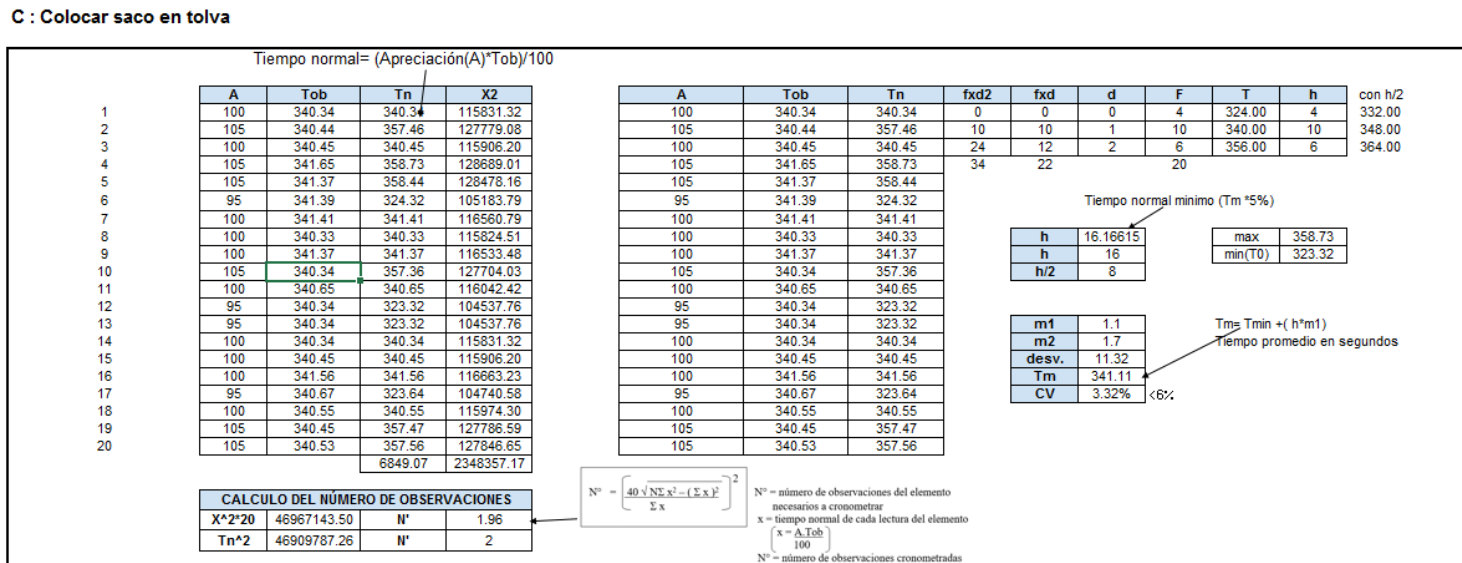 C : Colocar saco en tolva
Tiempo normal= (Apreciación(A)*Tob)/100
A Tob Tn X2
1 100 340.34 340.34 115831.32
2 105 340.44 357.46 127779.08
3 100 340.45 340.45 115906.20
4 105 341.65 358.73 128689.01
5 105 341.37 358.44 128478.16
6 95 341.39 324.32 105183.79
7 100 341.41 341.41 116560.79
8 100 340.33 340.33 115824.51
9 100 341.37 341.37 116533.48
10 105 340.34 357.36 127704.03
11 100 340.65 340.65 116042.42
12 95 340.34 323.32 104537.76
13 95 340.34 323.32 104537.76
14 100 340.34 340.34 115831.32
15 100 340.45 340.45 115906.20
16 100 341.56 341.56 116663.23
17 95 340.67 323.64 104740.58
18 100 340.55 340.55 115974.30
19 105 340.45 357.47 127786.59
20 105 340.53 357.56 127846.65
6849.07 2348357.17
A Tob Tn fxd2 fxd d F T h con h/2
100 340.34 340.34 0 0 0 4 324.00 4 332.00
105 340.44 357.46 10 10 1 10 340.00 10 348.00
100 340.45 340.45 24 12 2 6 356.00 6 364.00
105 341.65 358.73 34 22 20
105 341.37 358.44
95 341.39 324.32
100 341.41 341.41
100 340.33 340.33
100 341.37 341.37
105 340.34 357.36
100 340.65 340.65
95 340.34 323.32
95 340.34 323.32
100 340.34 340.34
100 340.45 340.45
100 341.56 341.56
95 340.67 323.64
100 340.55 340.55
105 340.45 357.47
105 340.53 357.56
Tiempo normal minimo (Tm *5%)
h 16.16615
h 16
h/2 8
max 358.73
min(T0) 323.32
m1 1.1
m2 1.7
desv. 11.32
Tm 341.11
CV 3.32% <6%
Tm= Tmin +( h*m1)
Tiempo promedio en segundos
CALCULO DEL NÚMERO DE OBSERVACIONES
X^2*20 46967143.50 N' 1.96
Tn^2 46909787.26 N' 2
N° = (40 √NΣ x² – ( Σ x )² / Σ x)²
N° = número de observaciones del elemento
necesarios a cronometrar
x = tiempo normal de cada lectura del elemento
(x = A.Tob / 100)
N° = número de observaciones cronometradas